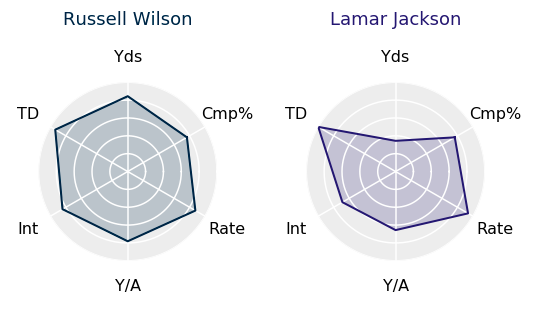 Russell Wilson
Yds
TD
Cmp%
Int
Rate
Y/A
Lamar Jackson
Yds
TD
Cmp%
Int
Rate
Y/A